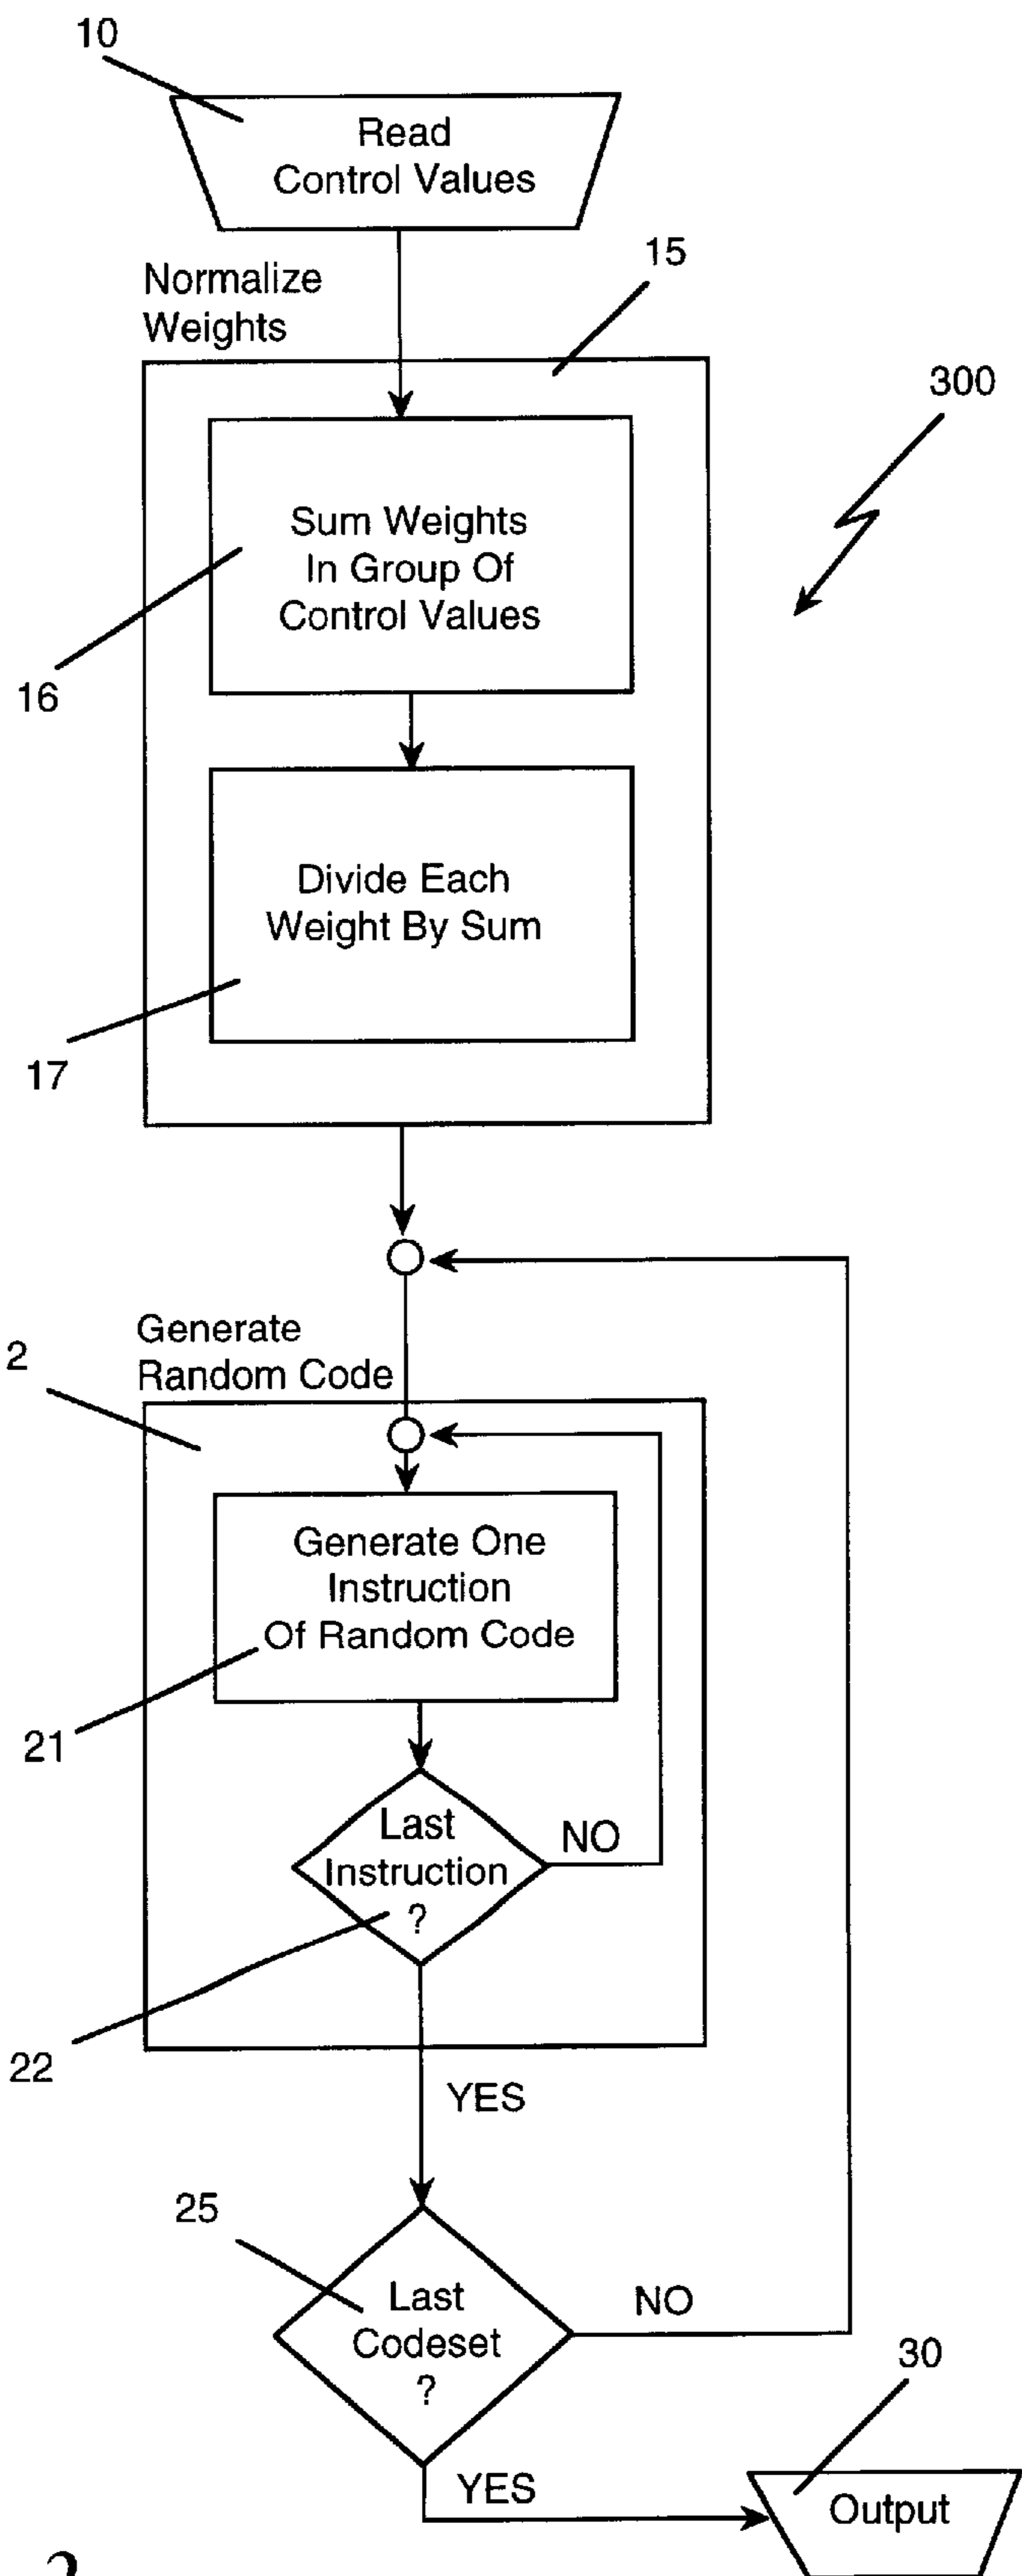 10
Read
Control Values
Normalize
Weights
15
300
Sum Weights
In Group Of
Control Values
16
Divide Each
Weight By Sum
17
Generate
Random Code
2
Generate One
Instruction
Of Random Code
21
Last
Instruction
?
NO
22
YES
25
Last
Codeset
?
NO
30
YES
Output